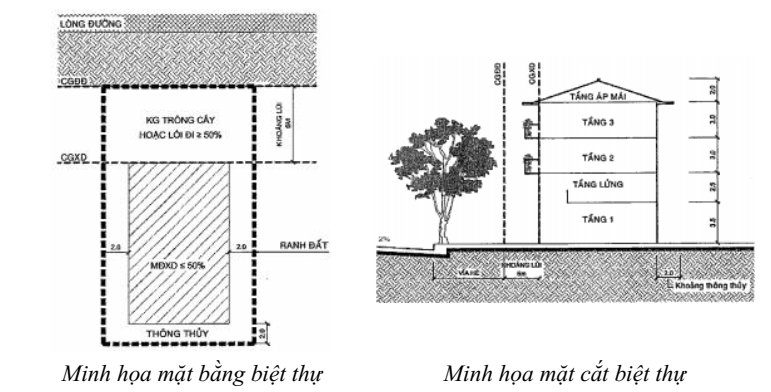 LÒNG ĐƯỜNG
CGĐĐ
KG TRỒNG CÂY
HOẶC LỐI ĐI ≥ 50%
KHOẢNG LÙI
6M
CGXD
2.0
2.0
RANH ĐẤT
MĐXD ≤ 50%
THÔNG THỦY
2.0
Minh họa mặt bằng biệt thự
CGĐĐ
CGXD
TẦNG ÁP MÁI
2.0
TẦNG 3
3.0
TẦNG 2
3.0
TẦNG LỬNG
2.5
TẦNG 1
3.5
2%
VỈA HÈ
KHOẢNG LÙI
6m
2.0
Khoảng thông thủy
Minh họa mặt cắt biệt thự